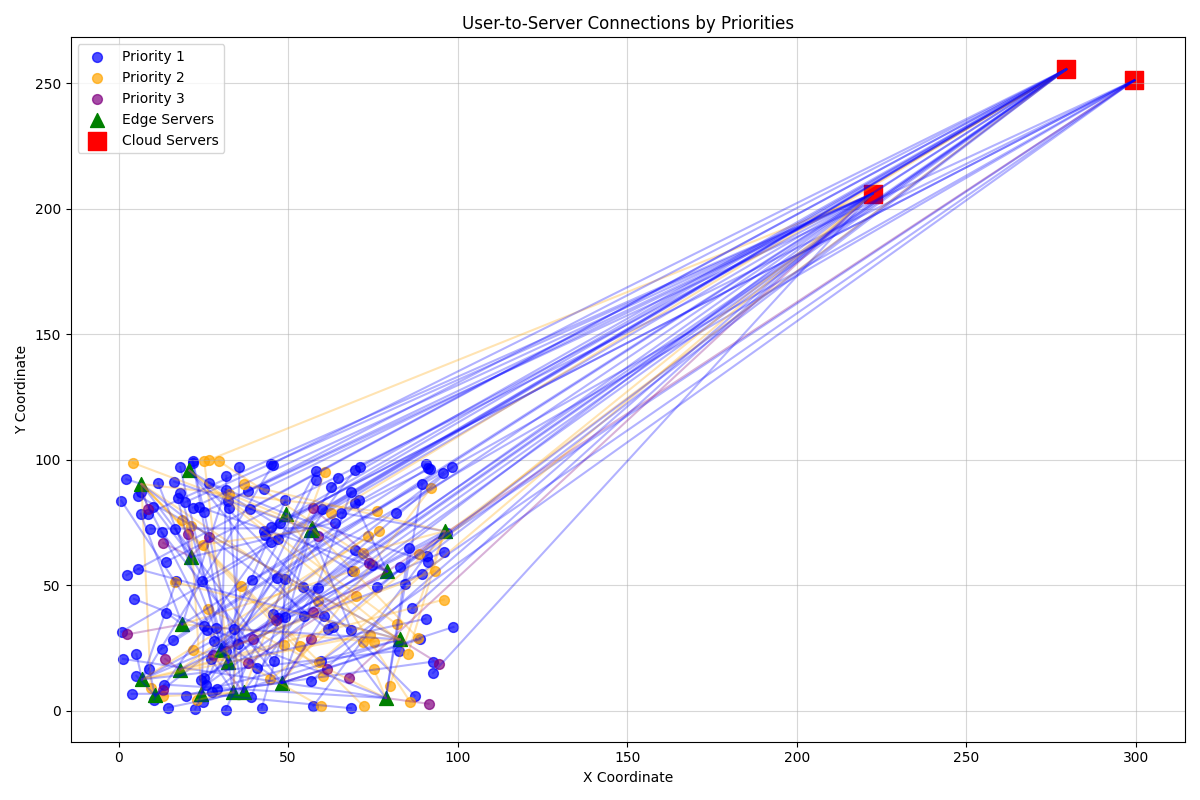 User-to-Server Connections by Priorities
Priority 1
Priority 2
Priority 3
Edge Servers
Cloud Servers
Y Coordinate
250
200
150
100
50
0
0 50 100 150 200 250 300
X Coordinate